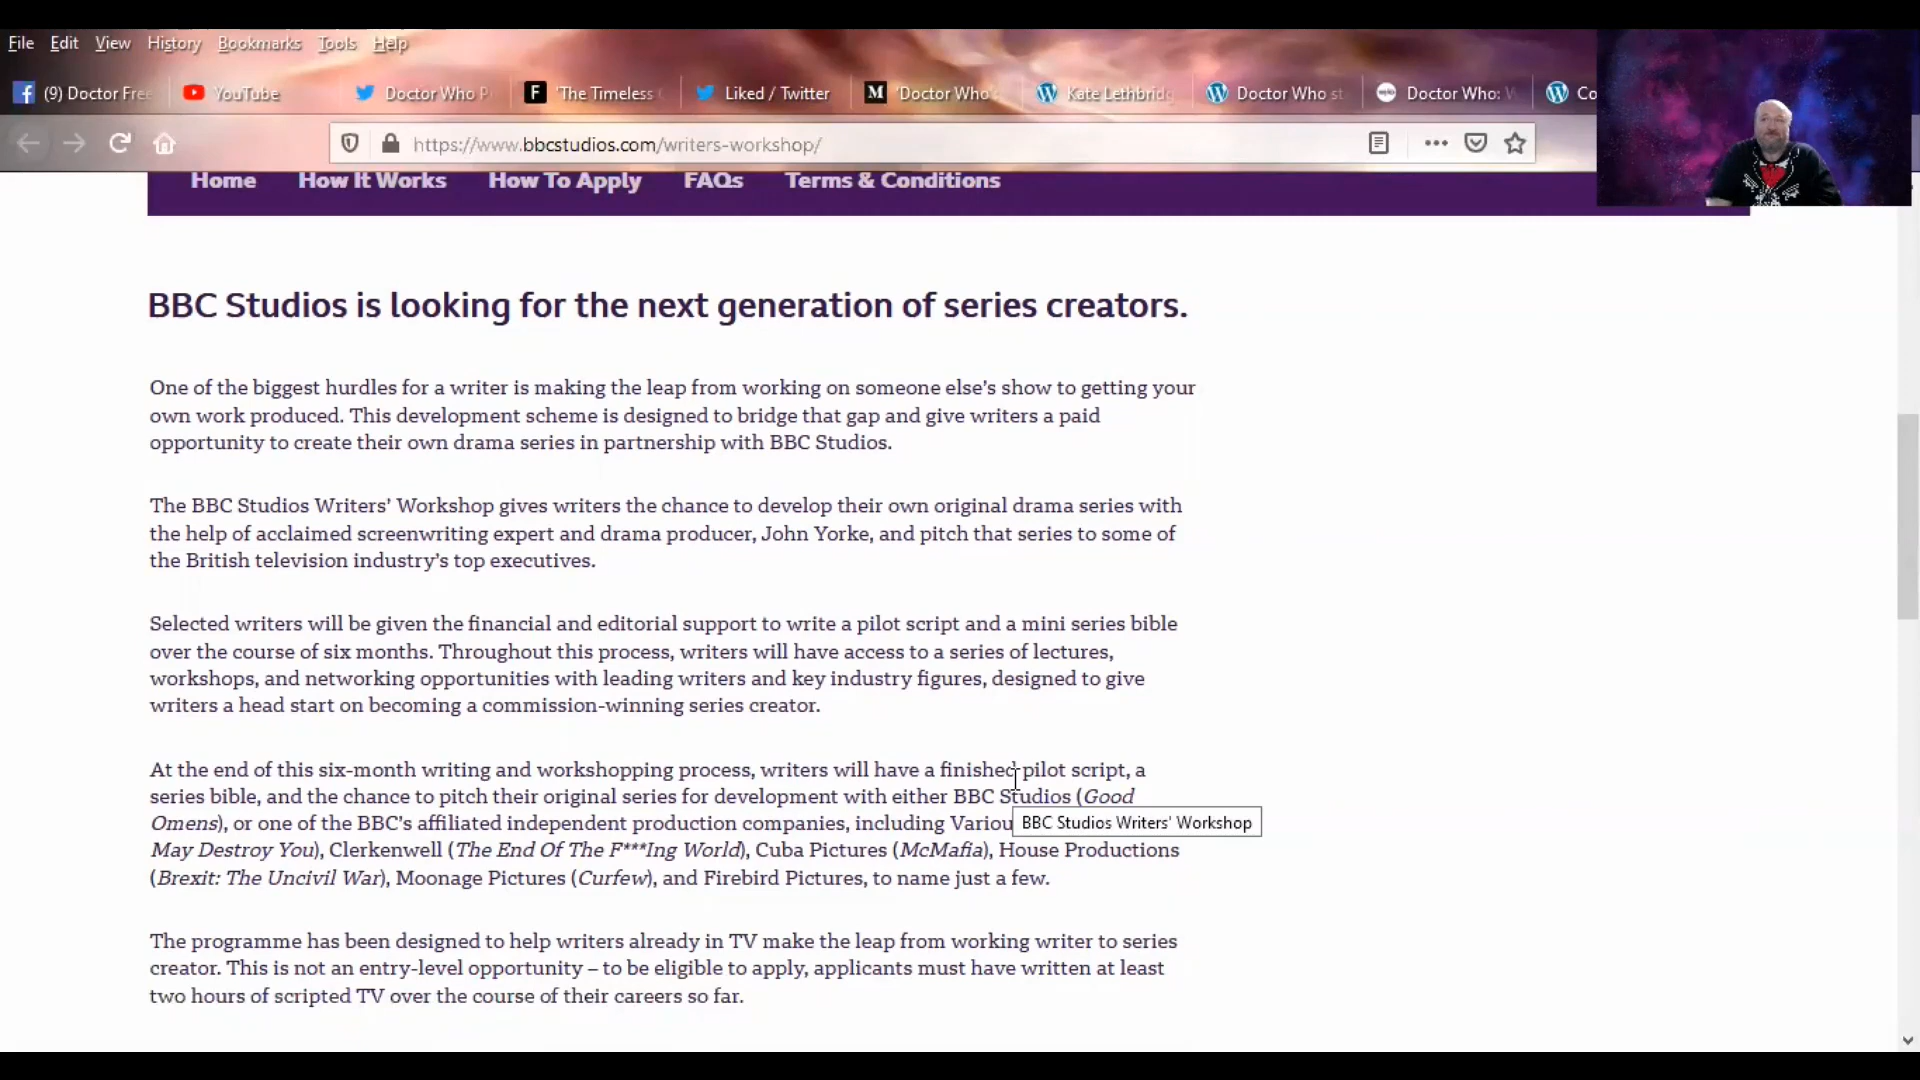 File Edit View History Bookmarks Tools Help
(9) Doctor Free YouTube Doctor Who P 'The Timeless C Liked / Twitter 'Doctor Who's Kate Lethbridg Doctor Who st Doctor Who: Co
https://www.bbcstudios.com/writers-workshop/
Home How It Works How To Apply FAQs Terms & Conditions
BBC Studios is looking for the next generation of series creators.
One of the biggest hurdles for a writer is making the leap from working on someone else's show to getting your
own work produced. This development scheme is designed to bridge that gap and give writers a paid
opportunity to create their own drama series in partnership with BBC Studios.
The BBC Studios Writers' Workshop gives writers the chance to develop their own original drama series with
the help of acclaimed screenwriting expert and drama producer, John Yorke, and pitch that series to some of
the British television industry's top executives.
Selected writers will be given the financial and editorial support to write a pilot script and a mini series bible
over the course of six months. Throughout this process, writers will have access to a series of lectures,
workshops, and networking opportunities with leading writers and key industry figures, designed to give
writers a head start on becoming a commission-winning series creator.
At the end of this six-month writing and workshopping process, writers will have a finished pilot script, a
series bible, and the chance to pitch their original series for development with either BBC Studios (Good
Omens), or one of the BBC's affiliated independent production companies, including Variou
BBC Studios Writers' Workshop
May Destroy You), Clerkenwell (The End Of The F***Ing World), Cuba Pictures (McMafia), House Productions
(Brexit: The Uncivil War), Moonage Pictures (Curfew), and Firebird Pictures, to name just a few.
The programme has been designed to help writers already in TV make the leap from working writer to series
creator. This is not an entry-level opportunity – to be eligible to apply, applicants must have written at least
two hours of scripted TV over the course of their careers so far.